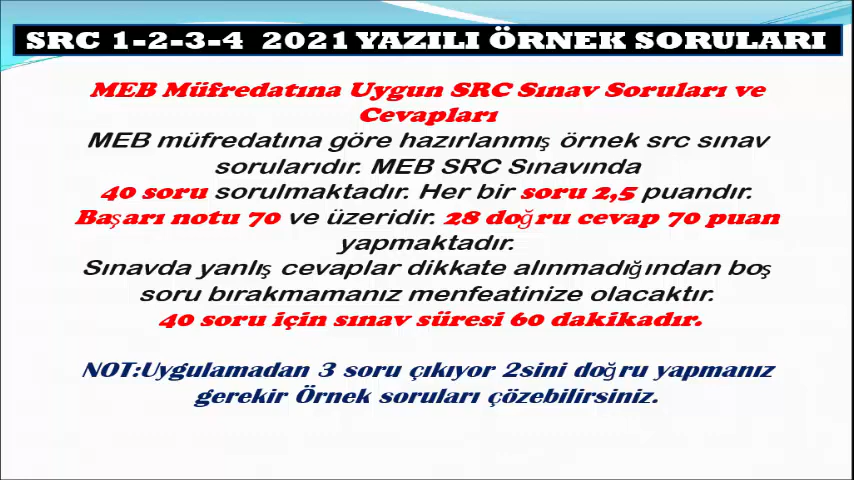 SRC 1-2-3-4 2021 YAZILI ÖRNEK SORULARI
MEB Müfredatına Uygun SRC Sınav Soruları ve
Cevapları
MEB müfredatına göre hazırlanmış örnek src sınav
sorularıdır. MEB SRC Sınavında
40 soru sorulmaktadır. Her bir soru 2,5 puandır.
Başarı notu 70 ve üzeridir. 28 doğru cevap 70 puan
yapmaktadır.
Sınavda yanlış cevaplar dikkate alınmadığından boş
soru bırakmamanız menfeatinize olacaktır.
40 soru için sınav süresi 60 dakikadır.
NOT:Uygulamadan 3 soru çıkıyor 2sini doğru yapmanız
gerekir Örnek soruları çözebilirsiniz.